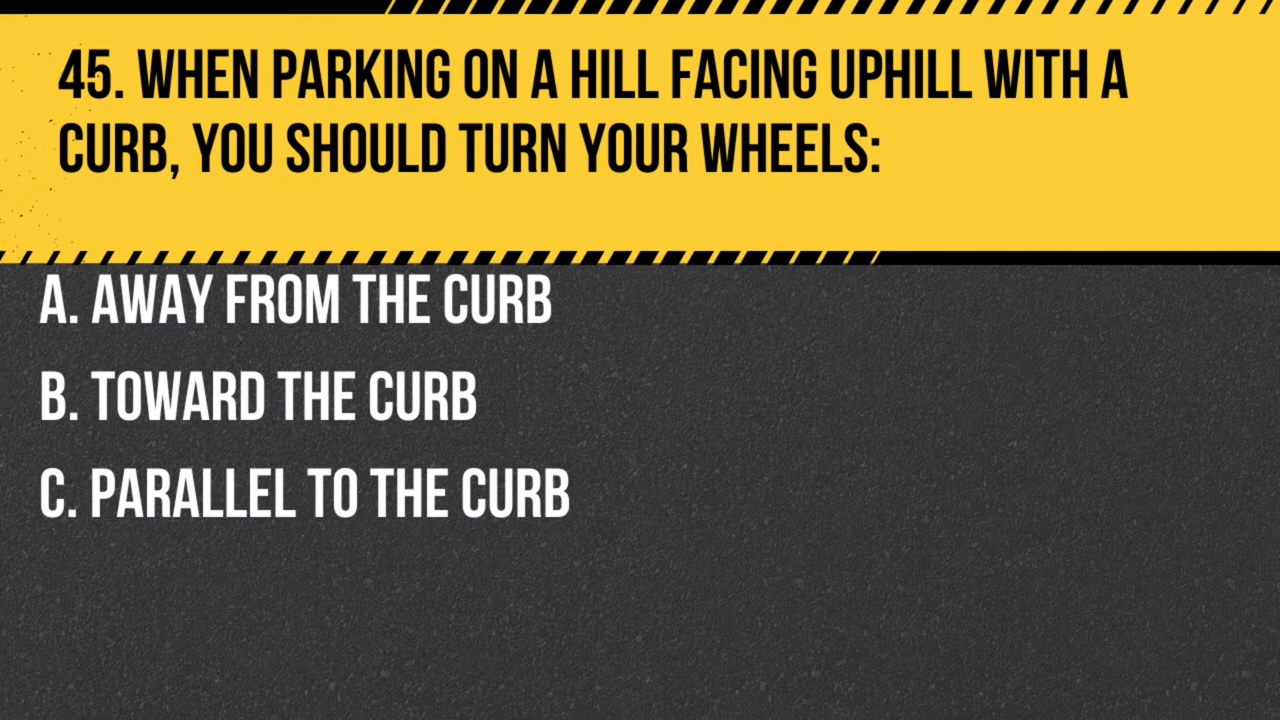 45. WHEN PARKING ON A HILL FACING UPHILL WITH A
CURB, YOU SHOULD TURN YOUR WHEELS:
A. AWAY FROM THE CURB
B. TOWARD THE CURB
C. PARALLEL TO THE CURB